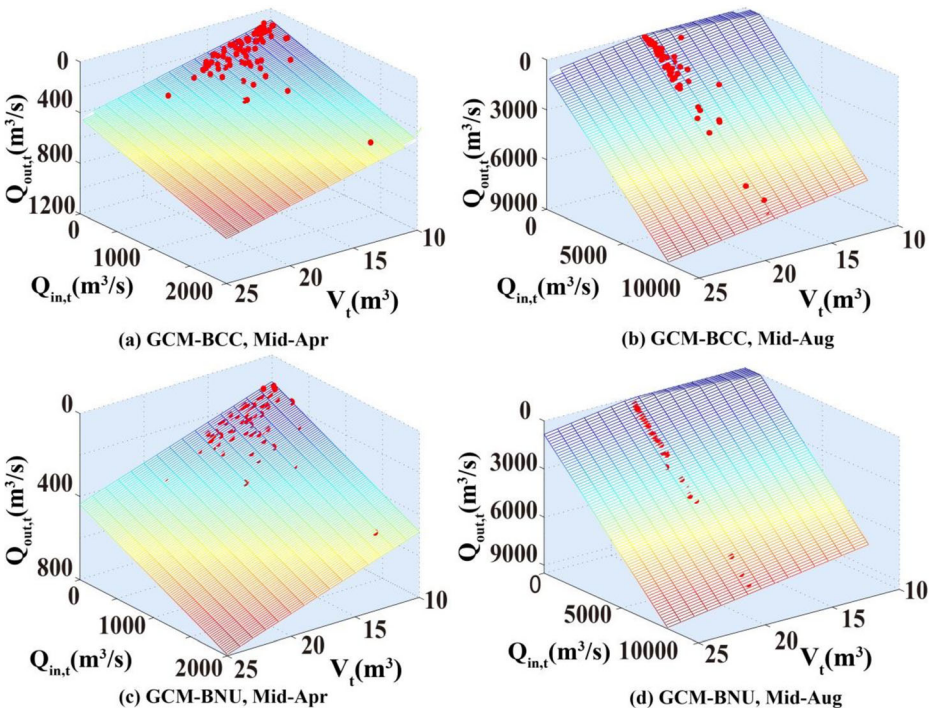 0
400
800
1200
Q_out,t(m³/s)
0
1000
2000
Q_in,t(m³/s)
25
20
15
10
V_t(m³)
(a) GCM-BCC, Mid-Apr
0
3000
6000
9000
Q_out,t(m³/s)
0
5000
10000
Q_in,t(m³/s)
25
20
15
10
V_t(m³)
(b) GCM-BCC, Mid-Aug
0
400
800
Q_out,t(m³/s)
0
1000
2000
Q_in,t(m³/s)
25
20
15
10
V_t(m³)
(c) GCM-BNU, Mid-Apr
0
3000
6000
9000
Q_out,t(m³/s)
0
5000
10000
Q_in,t(m³/s)
25
20
15
10
V_t(m³)
(d) GCM-BNU, Mid-Aug